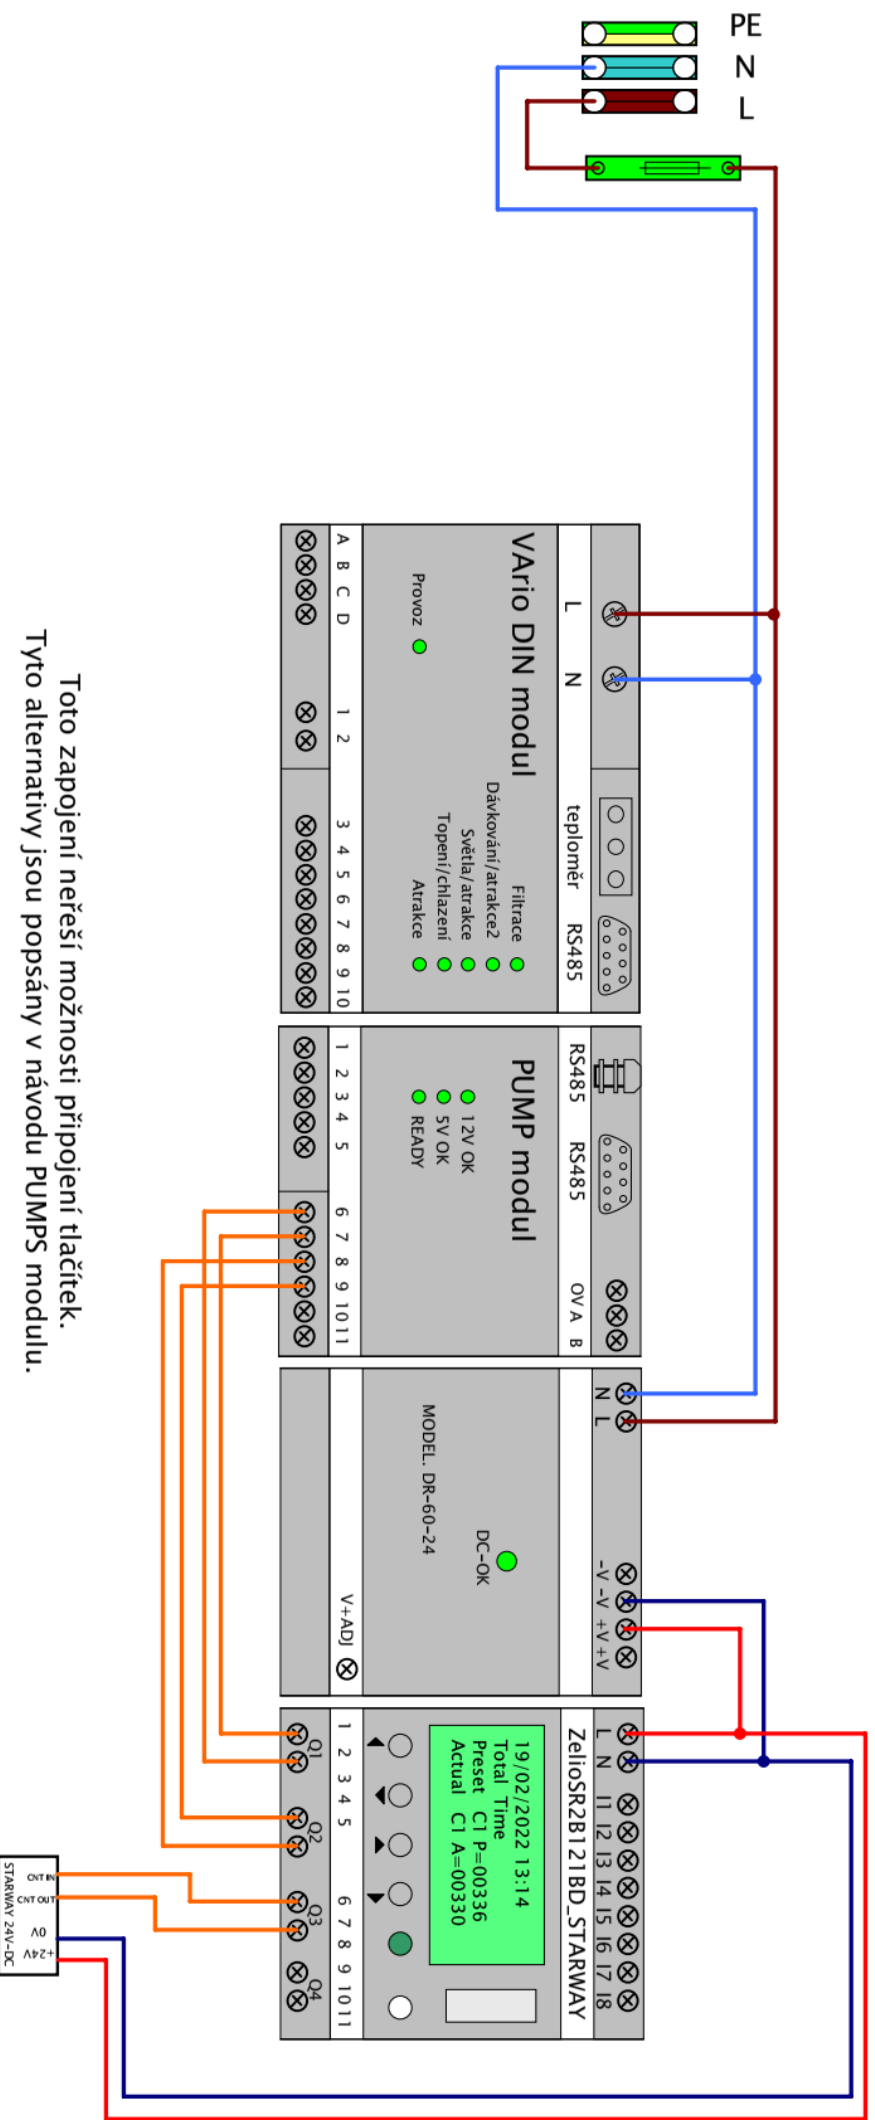 PE
N
L
VArio DIN modul
L
N
teploměr
RS485
Provoz
Filtrace
Dávkování/atrakce2
Světla/atrakce
Topení/chlazení
Atrakce
A B C D
1 2
3 4 5 6 7 8 9 10
PUMP modul
RS485
RS485
OV A B
12V OK
5V OK
READY
1 2 3 4 5
6 7 8 9 10 11
N L
-V -V +V +V
DC-OK
MODEL. DR-60-24
V+ADJ
L N I1 I2 I3 I4 I5 I6 I7 I8
ZelioSR2B121BD_STARWAY
19/02/2022 13:14
Total Time
Preset C1 P=00336
Actual C1 A=00330
1 2 3 4 5
6 7 8 9 10 11
Q1
Q2
Q3
Q4
CNT IN
CNT OUT
0V
+24V
STARWAY 24V-DC
Toto zapojení neřeší možnosti připojení tlačítek.
Tyto alternativy jsou popsány v návodu PUMPS modulu.